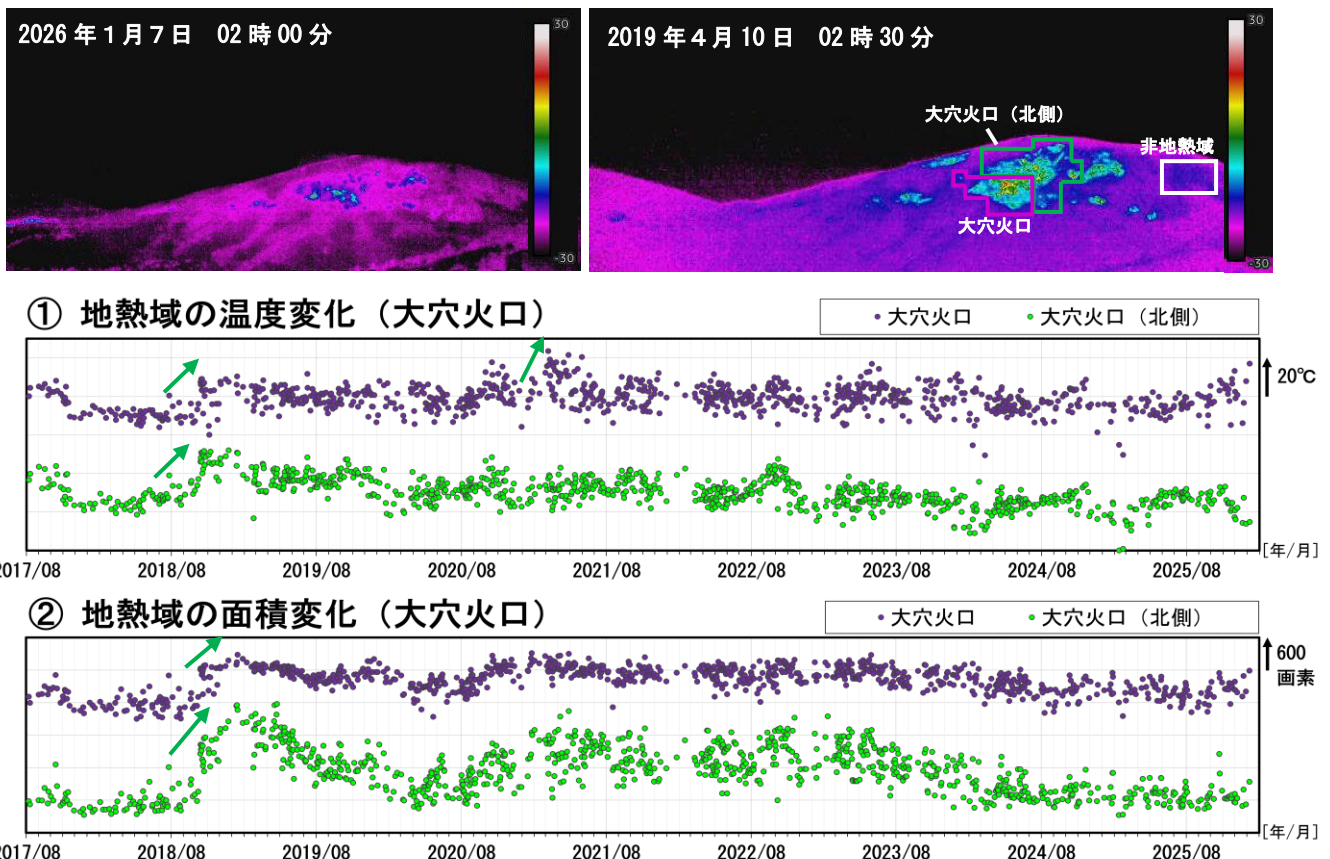 2026年1月7日　02時00分
30
-30
2019年4月10日　02時30分
30
大穴火口（北側）
非地熱域
大穴火口
-30
① 地熱域の温度変化（大穴火口）
大穴火口
大穴火口（北側）
20℃
[年/月]
2017/08
2018/08
2019/08
2020/08
2021/08
2022/08
2023/08
2024/08
2025/08
② 地熱域の面積変化（大穴火口）
大穴火口
大穴火口（北側）
600
画素
[年/月]
2017/08
2018/08
2019/08
2020/08
2021/08
2022/08
2023/08
2024/08
2025/08